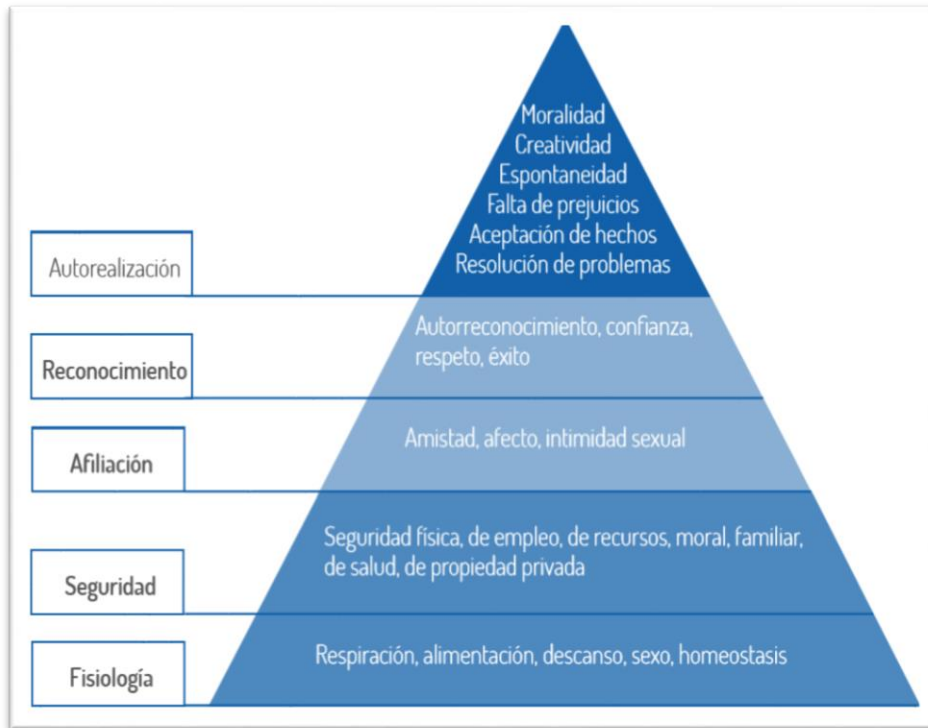 Moralidad
Creatividad
Espontaneidad
Falta de prejuicios
Aceptación de hechos
Resolución de problemas
Autorealización
Autorreconocimiento, confianza,
respeto, éxito
Reconocimiento
Amistad, afecto, intimidad sexual
Afiliación
Seguridad física, de empleo, de recursos, moral, familiar,
de salud, de propiedad privada
Seguridad
Respiración, alimentación, descanso, sexo, homeostasis
Fisiología